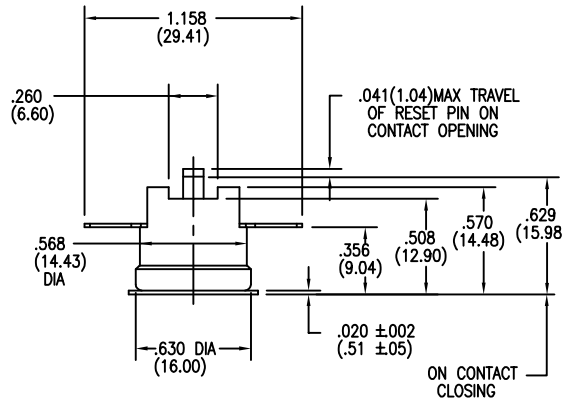 1.158
(29.41)
.260
(6.60)
.041(1.04)MAX TRAVEL
OF RESET PIN ON
CONTACT OPENING
.568
(14.43)
DIA
.356
(9.04)
.508
(12.90)
.570
(14.48)
.629
(15.98
.630 DIA
(16.00)
.020 ±.002
(.51 ±.05)
ON CONTACT
CLOSING